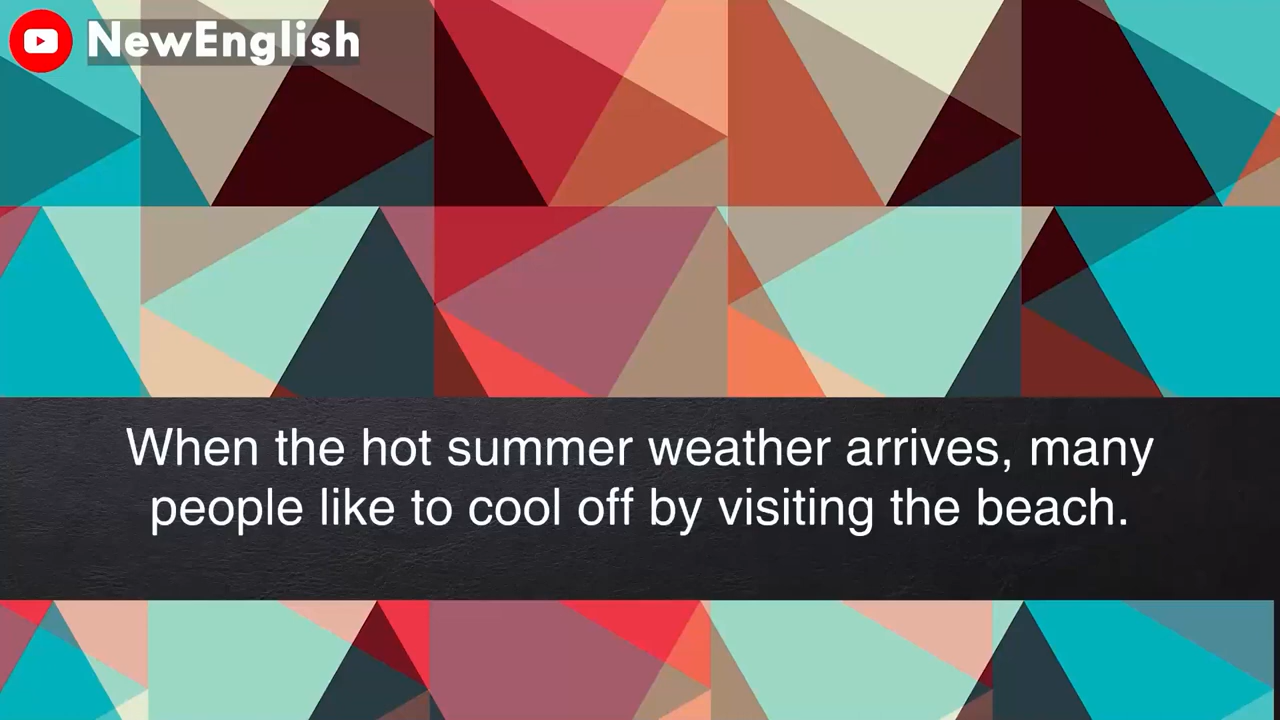 NewEnglish
When the hot summer weather arrives, many
people like to cool off by visiting the beach.